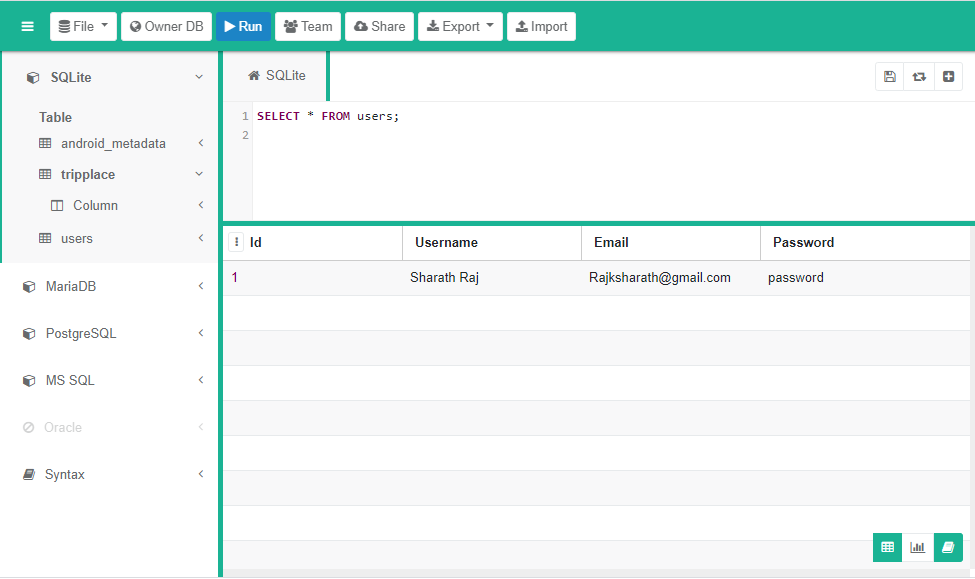 File Owner DB Run Team Share Export Import
SQLite
Table
android_metadata
tripplace
Column
users
MariaDB
PostgreSQL
MS SQL
Oracle
Syntax
SQLite
1 SELECT * FROM users;
2
Id Username Email Password
1 Sharath Raj Rajksharath@gmail.com password